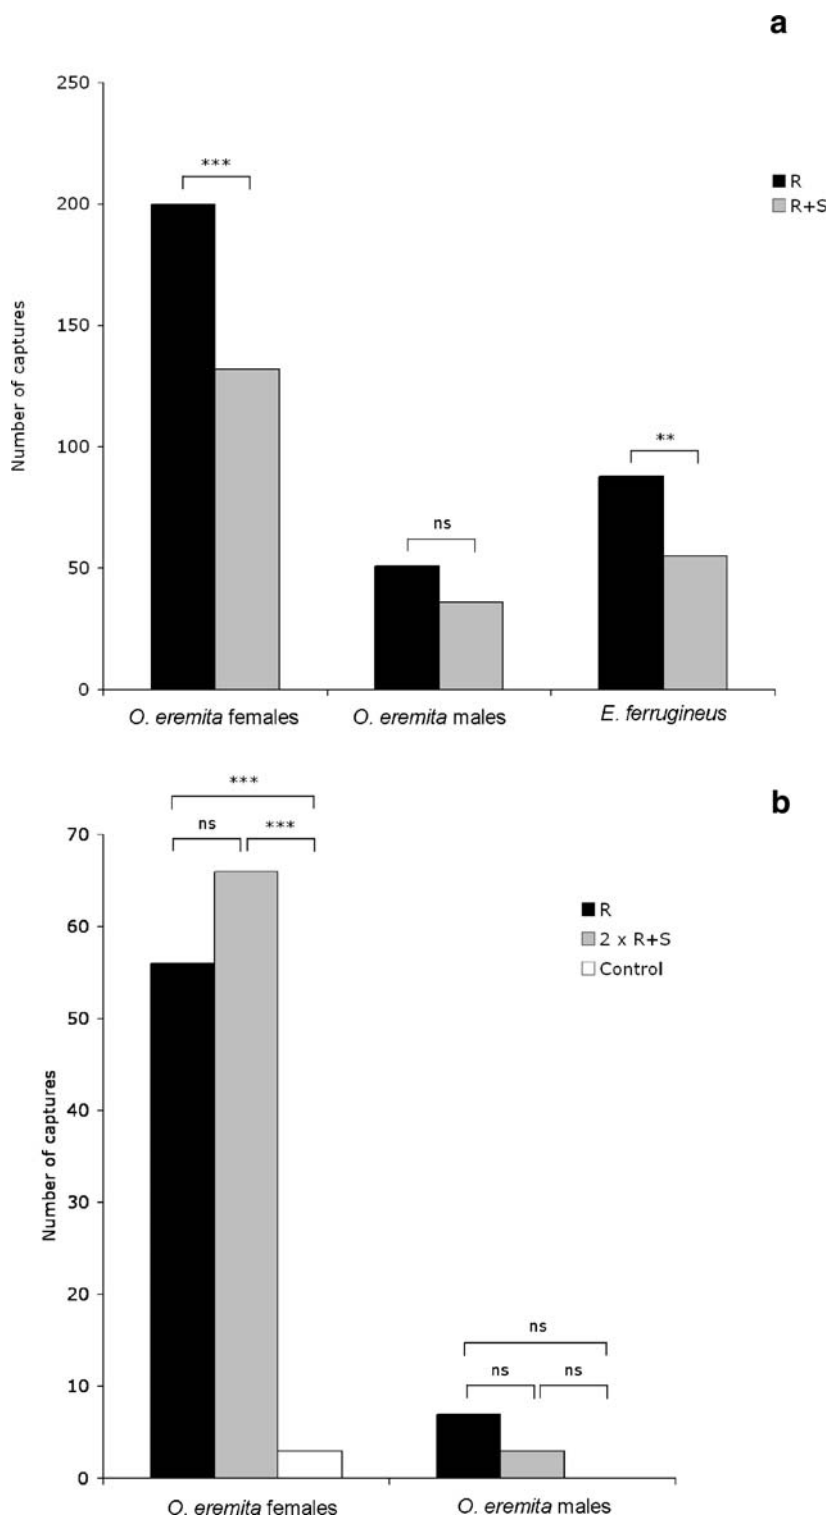 a
250
200
150
100
50
0
Number of captures
***
ns
**
R
R+S
O. eremita females
O. eremita males
E. ferrugineus
b
70
60
50
40
30
20
10
0
Number of captures
***
ns
***
R
2 x R+S
Control
ns
ns
ns
O. eremita females
O. eremita males